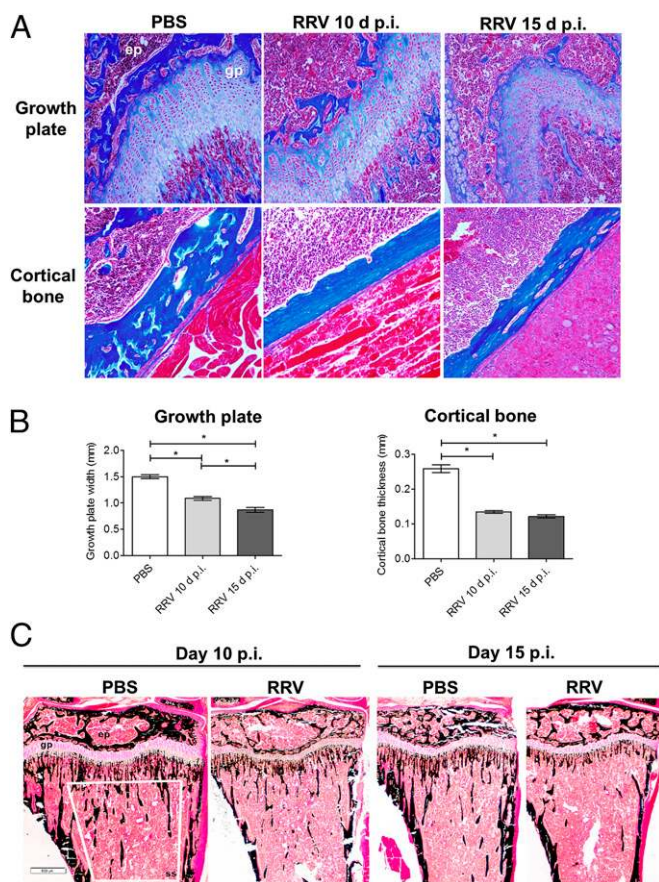 A
PBS RRV 10 d p.i. RRV 15 d p.i.
ep
gp
Growth
plate
Cortical
bone
B
Growth plate
Growth plate width (mm)
2.0
1.5
1.0
0.5
0.0
* * *
PBS
RRV 10 d p.i.
RRV 15 d p.i.
Cortical bone
Cortical bone thickness (mm)
0.3
0.2
0.1
0.0
* *
PBS
RRV 10 d p.i.
RRV 15 d p.i.
C
Day 10 p.i. Day 15 p.i.
PBS RRV PBS RRV
ep
gp
ss